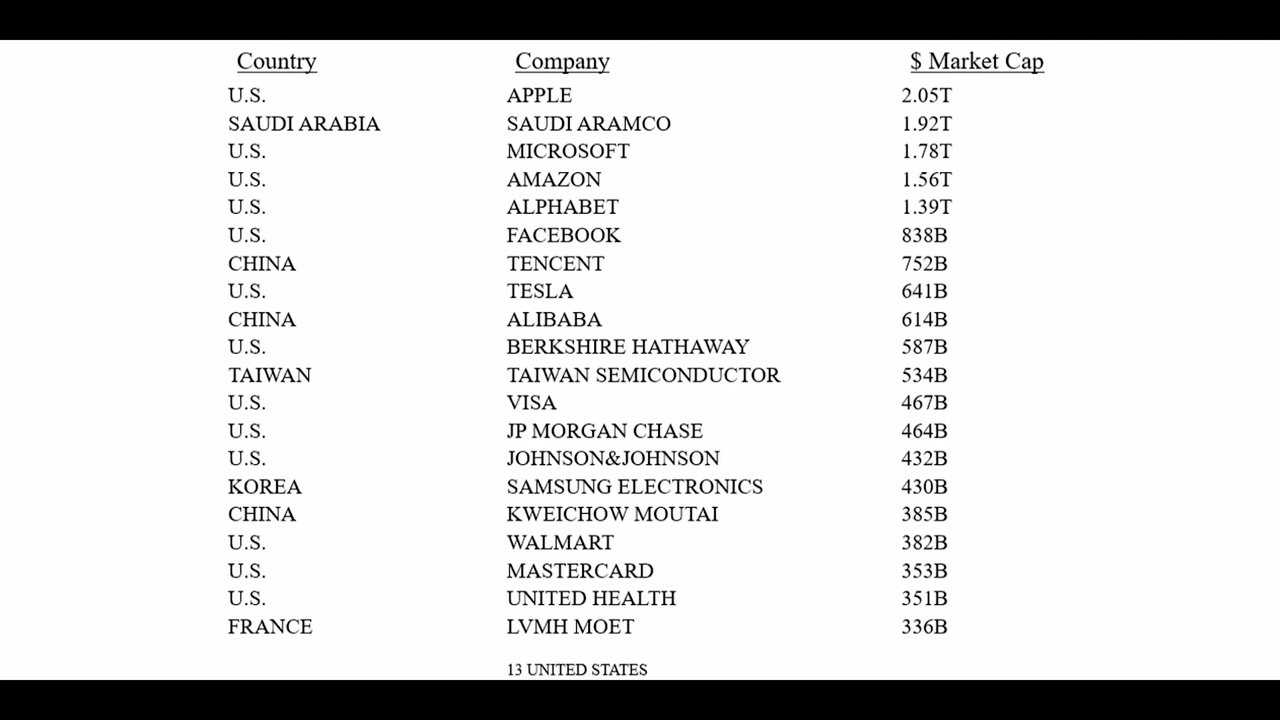 Country Company $ Market Cap
U.S. APPLE 2.05T
SAUDI ARABIA SAUDI ARAMCO 1.92T
U.S. MICROSOFT 1.78T
U.S. AMAZON 1.56T
U.S. ALPHABET 1.39T
U.S. FACEBOOK 838B
CHINA TENCENT 752B
U.S. TESLA 641B
CHINA ALIBABA 614B
U.S. BERKSHIRE HATHAWAY 587B
TAIWAN TAIWAN SEMICONDUCTOR 534B
U.S. VISA 467B
U.S. JP MORGAN CHASE 464B
U.S. JOHNSON&JOHNSON 432B
KOREA SAMSUNG ELECTRONICS 430B
CHINA KWEICHOW MOUTAI 385B
U.S. WALMART 382B
U.S. MASTERCARD 353B
U.S. UNITED HEALTH 351B
FRANCE LVMH MOET 336B
13 UNITED STATES